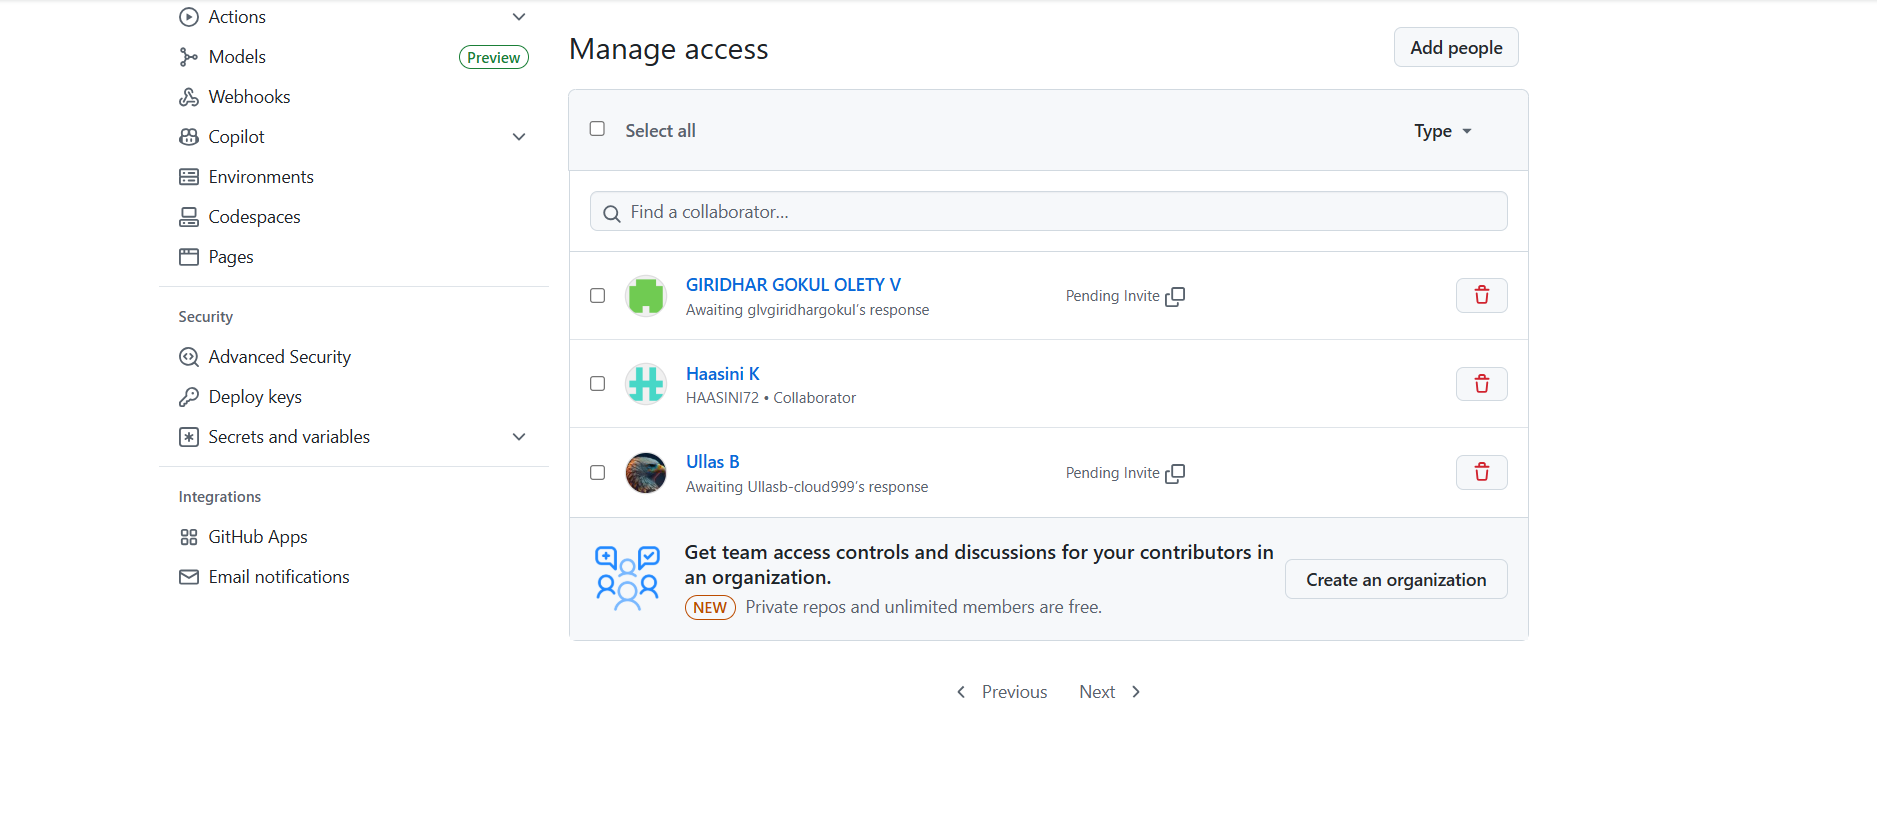 Actions
Models Preview
Webhooks
Copilot
Environments
Codespaces
Pages
Security
Advanced Security
Deploy keys
Secrets and variables
Integrations
GitHub Apps
Email notifications
Manage access
Add people
Select all
Type
Find a collaborator...
GIRIDHAR GOKUL OLETY V
Awaiting glvgiridhargokul's response
Pending Invite
Haasini K
HAASINI72 • Collaborator
Ullas B
Awaiting Ullasb-cloud999's response
Pending Invite
Get team access controls and discussions for your contributors in
an organization.
NEW Private repos and unlimited members are free.
Create an organization
Previous Next